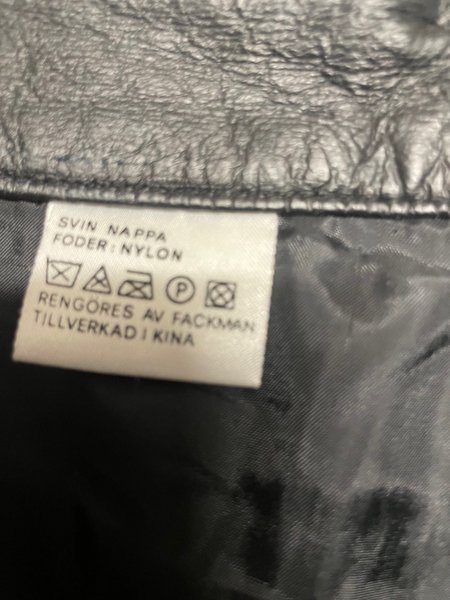 SVIN NAPPA
FODER: NYLON
P
RENGÖRES AV FACKMAN
TILLVERKAD I KINA